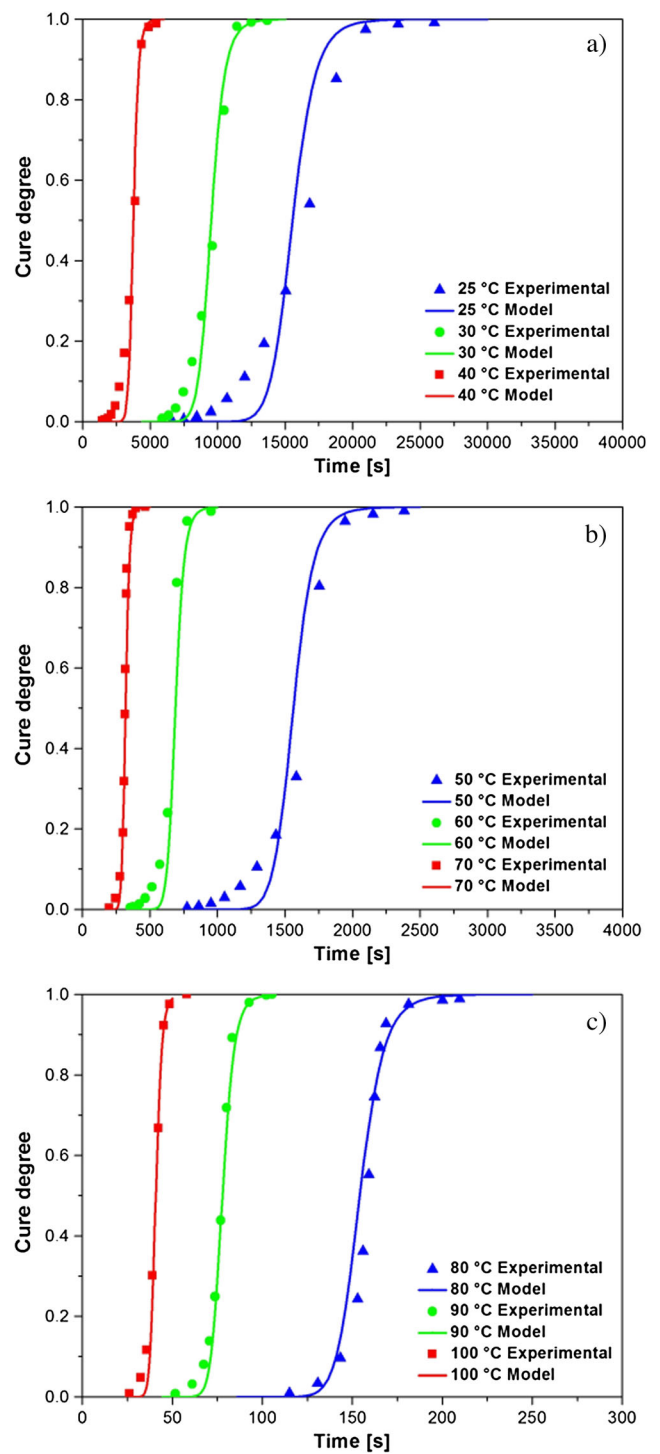 a)
Cure degree
1.0
0.8
0.6
0.4
0.2
0.0
25 °C Experimental
25 °C Model
30 °C Experimental
30 °C Model
40 °C Experimental
40 °C Model
0 5000 10000 15000 20000 25000 30000 35000 40000
Time [s]
b)
Cure degree
1.0
0.8
0.6
0.4
0.2
0.0
50 °C Experimental
50 °C Model
60 °C Experimental
60 °C Model
70 °C Experimental
70 °C Model
0 500 1000 1500 2000 2500 3000 3500 4000
Time [s]
c)
Cure degree
1.0
0.8
0.6
0.4
0.2
0.0
80 °C Experimental
80 °C Model
90 °C Experimental
90 °C Model
100 °C Experimental
100 °C Model
0 50 100 150 200 250 300
Time [s]